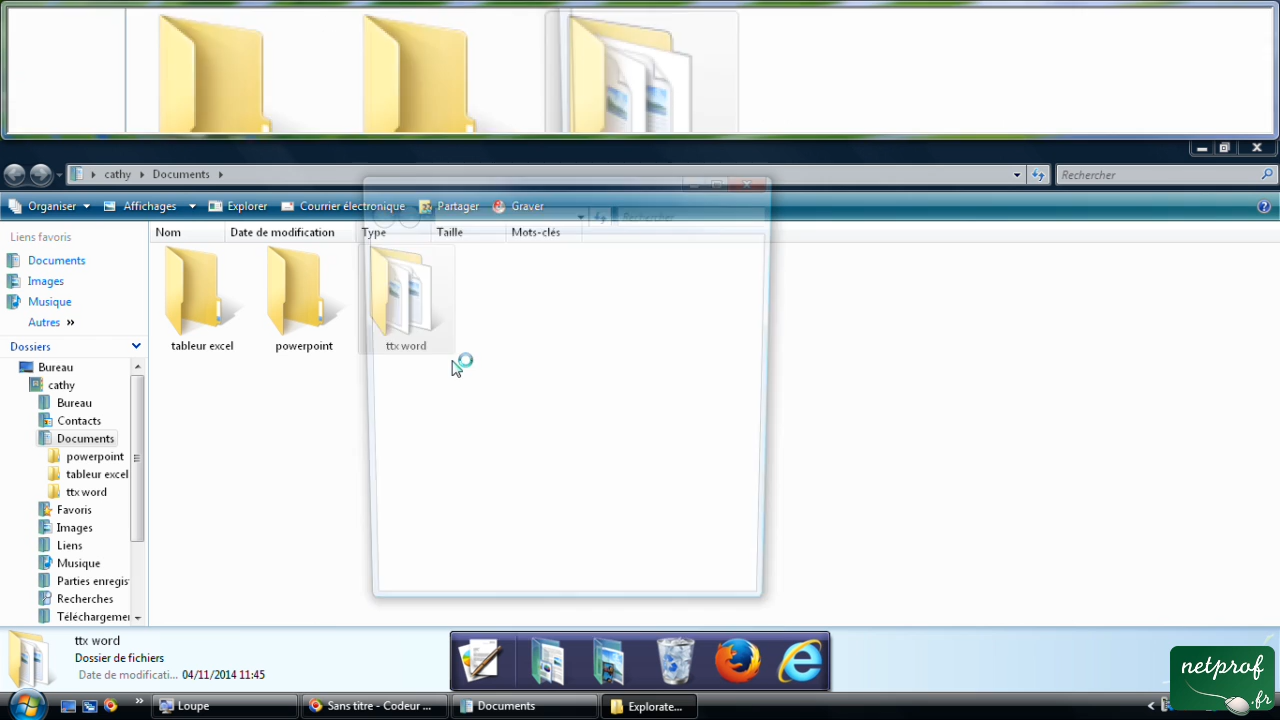 cathy Documents
Rechercher
Organiser Affichages Explorer Courrier électronique Partager Graver
Rechercher
Liens favoris
Nom Date de modification Type Taille Mots-clés
Documents
Images
Musique
Autres »
Dossiers
tableur excel powerpoint ttx word
Bureau
cathy
Bureau
Contacts
Documents
powerpoint
tableur excel
ttx word
Favoris
Images
Liens
Musique
Parties enregis
Recherches
Téléchargeme
ttx word
Dossier de fichiers
Date de modificati... 04/11/2014 11:45
netprof
.fr
» Loupe Sans titre - Codeur ... Documents Explorate...